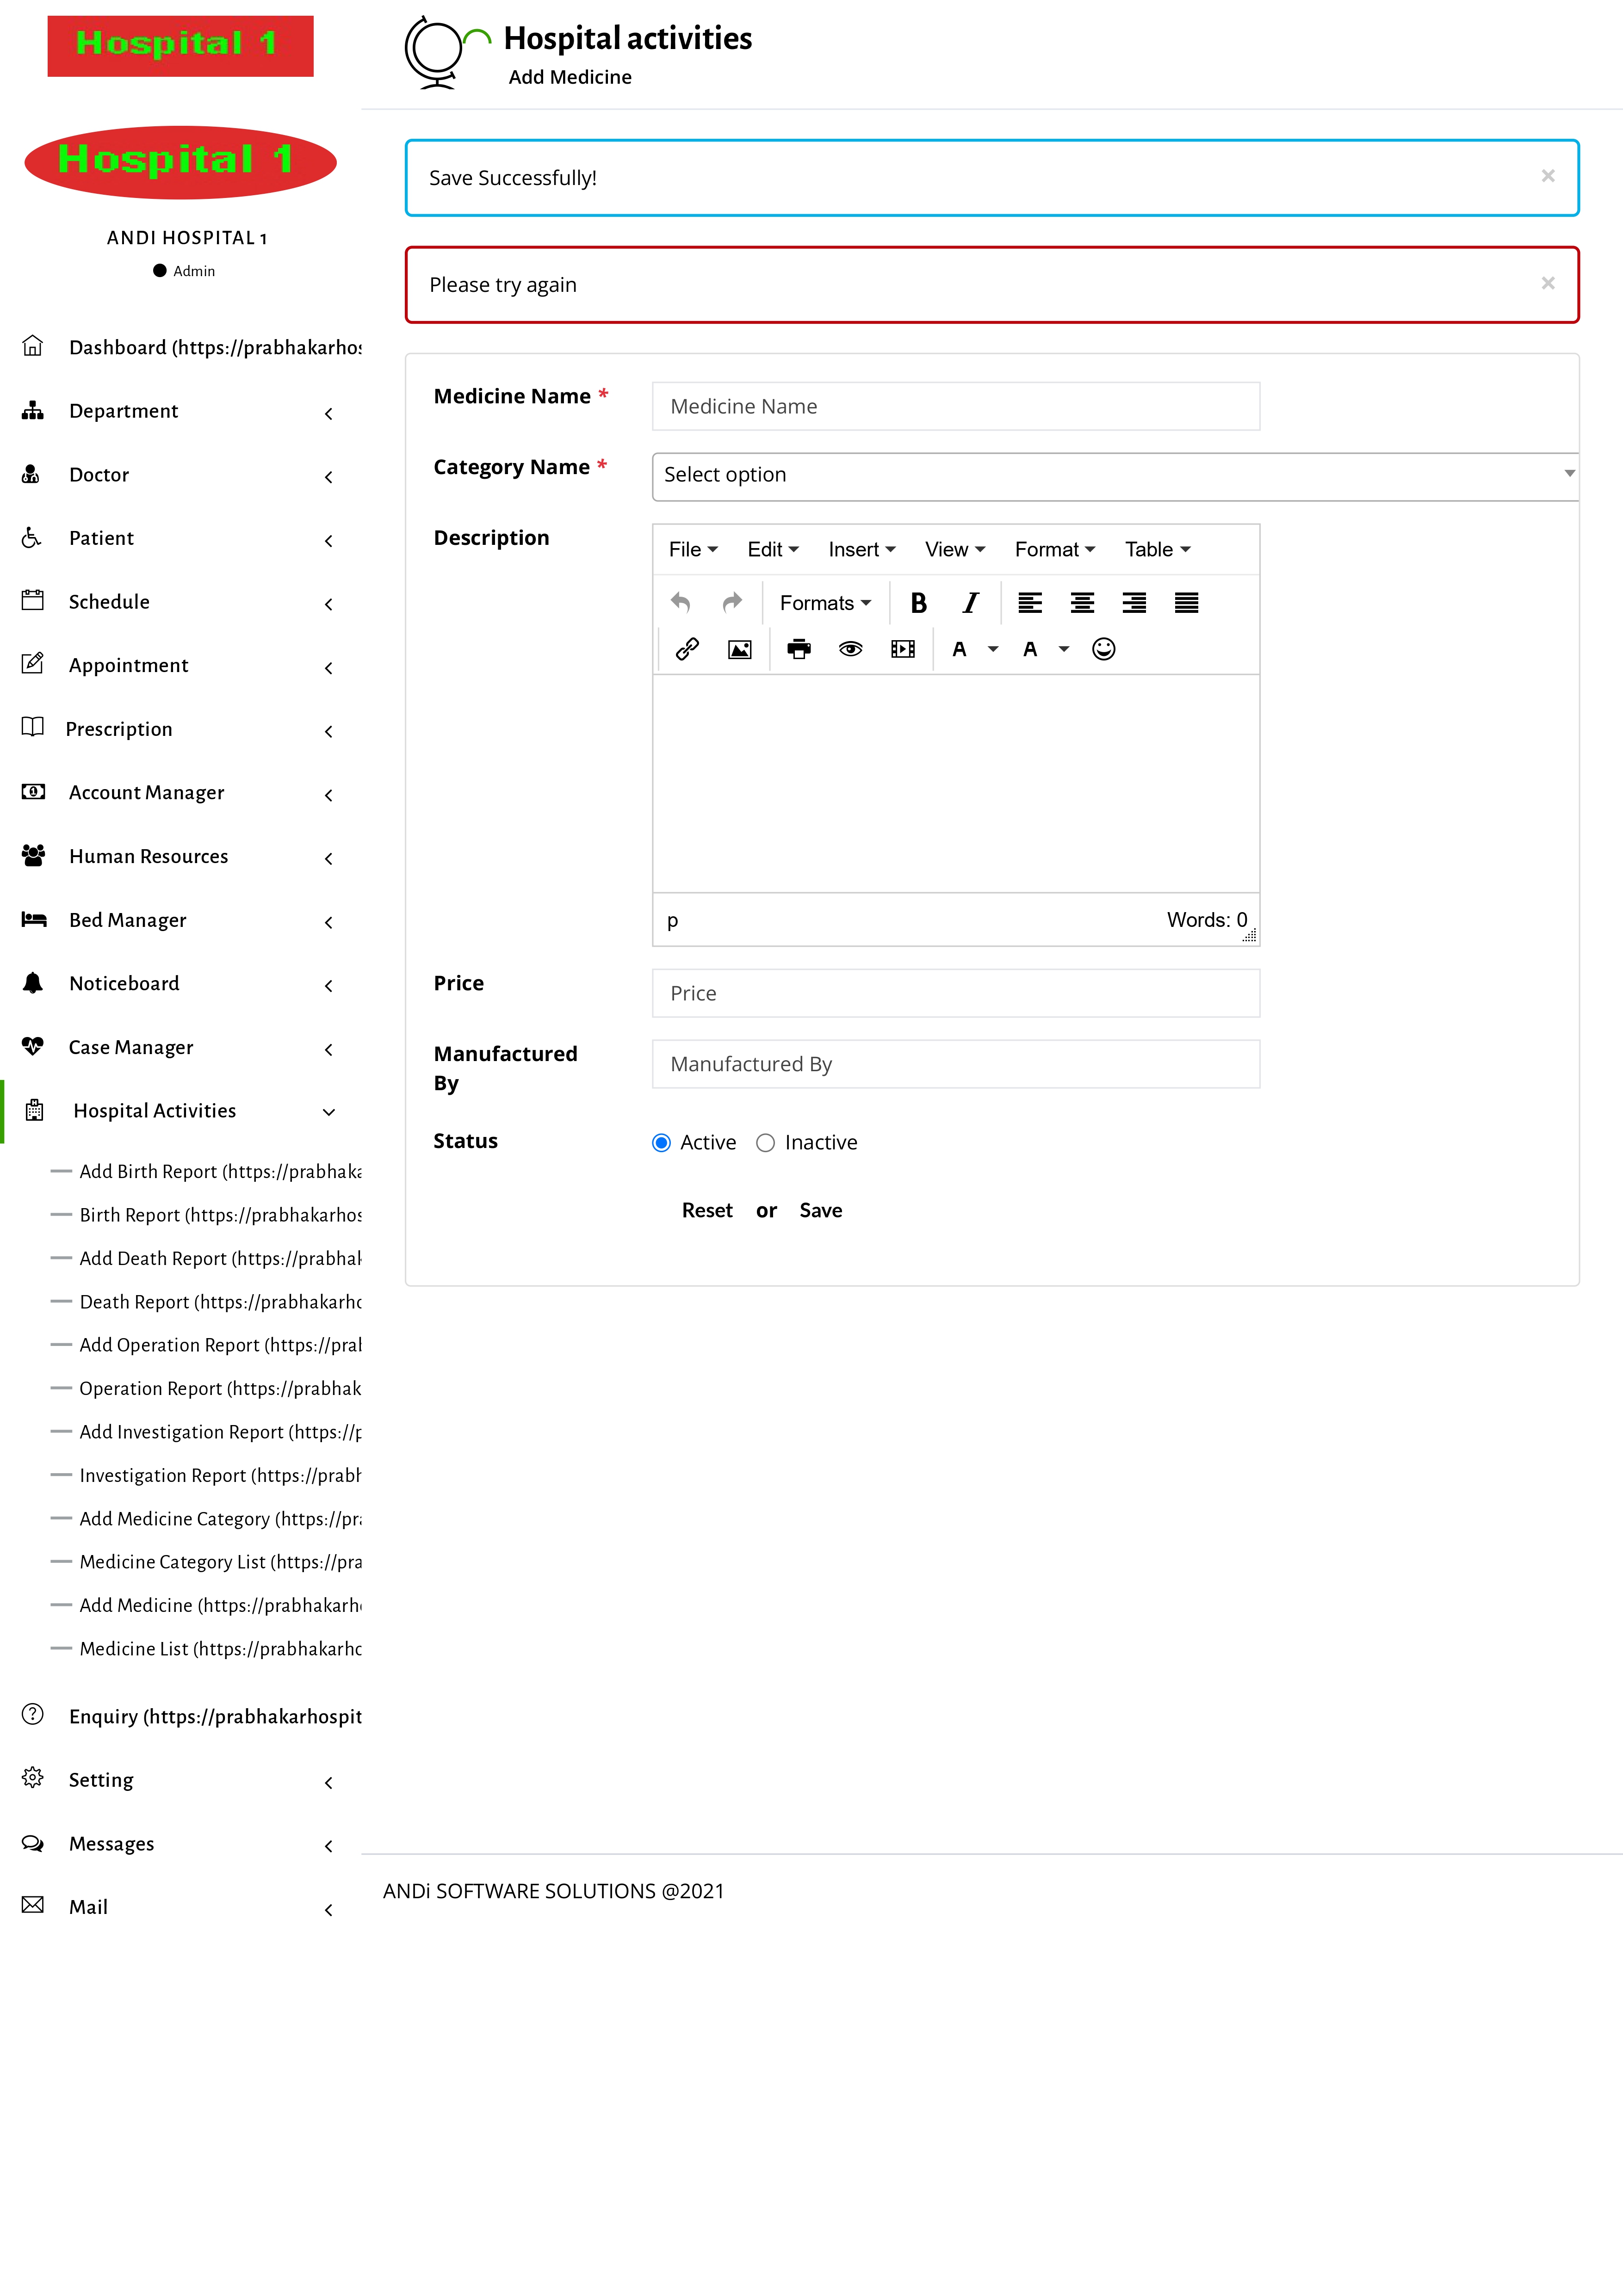 Hospital 1
Hospital 1
ANDI HOSPITAL 1
Admin
Dashboard (https://prabhakarhos
Department
Doctor
Patient
Schedule
Appointment
Prescription
Account Manager
Human Resources
Bed Manager
Noticeboard
Case Manager
Hospital Activities
Add Birth Report (https://prabhaka
Birth Report (https://prabhakarhos
Add Death Report (https://prabhak
Death Report (https://prabhakarho
Add Operation Report (https://prab
Operation Report (https://prabhak
Add Investigation Report (https://p
Investigation Report (https://prabh
Add Medicine Category (https://pra
Medicine Category List (https://pra
Add Medicine (https://prabhakarh
Medicine List (https://prabhakarho
Enquiry (https://prabhakarhospit
Setting
Messages
Mail
Hospital activities
Add Medicine
Save Successfully! ×
Please try again ×
Medicine Name * Medicine Name
Category Name * Select option
Description
File Edit Insert View Format Table
Formats B I
A A
p Words: 0
Price Price
Manufactured By Manufactured By
Status Active Inactive
Reset or Save
ANDi SOFTWARE SOLUTIONS @2021